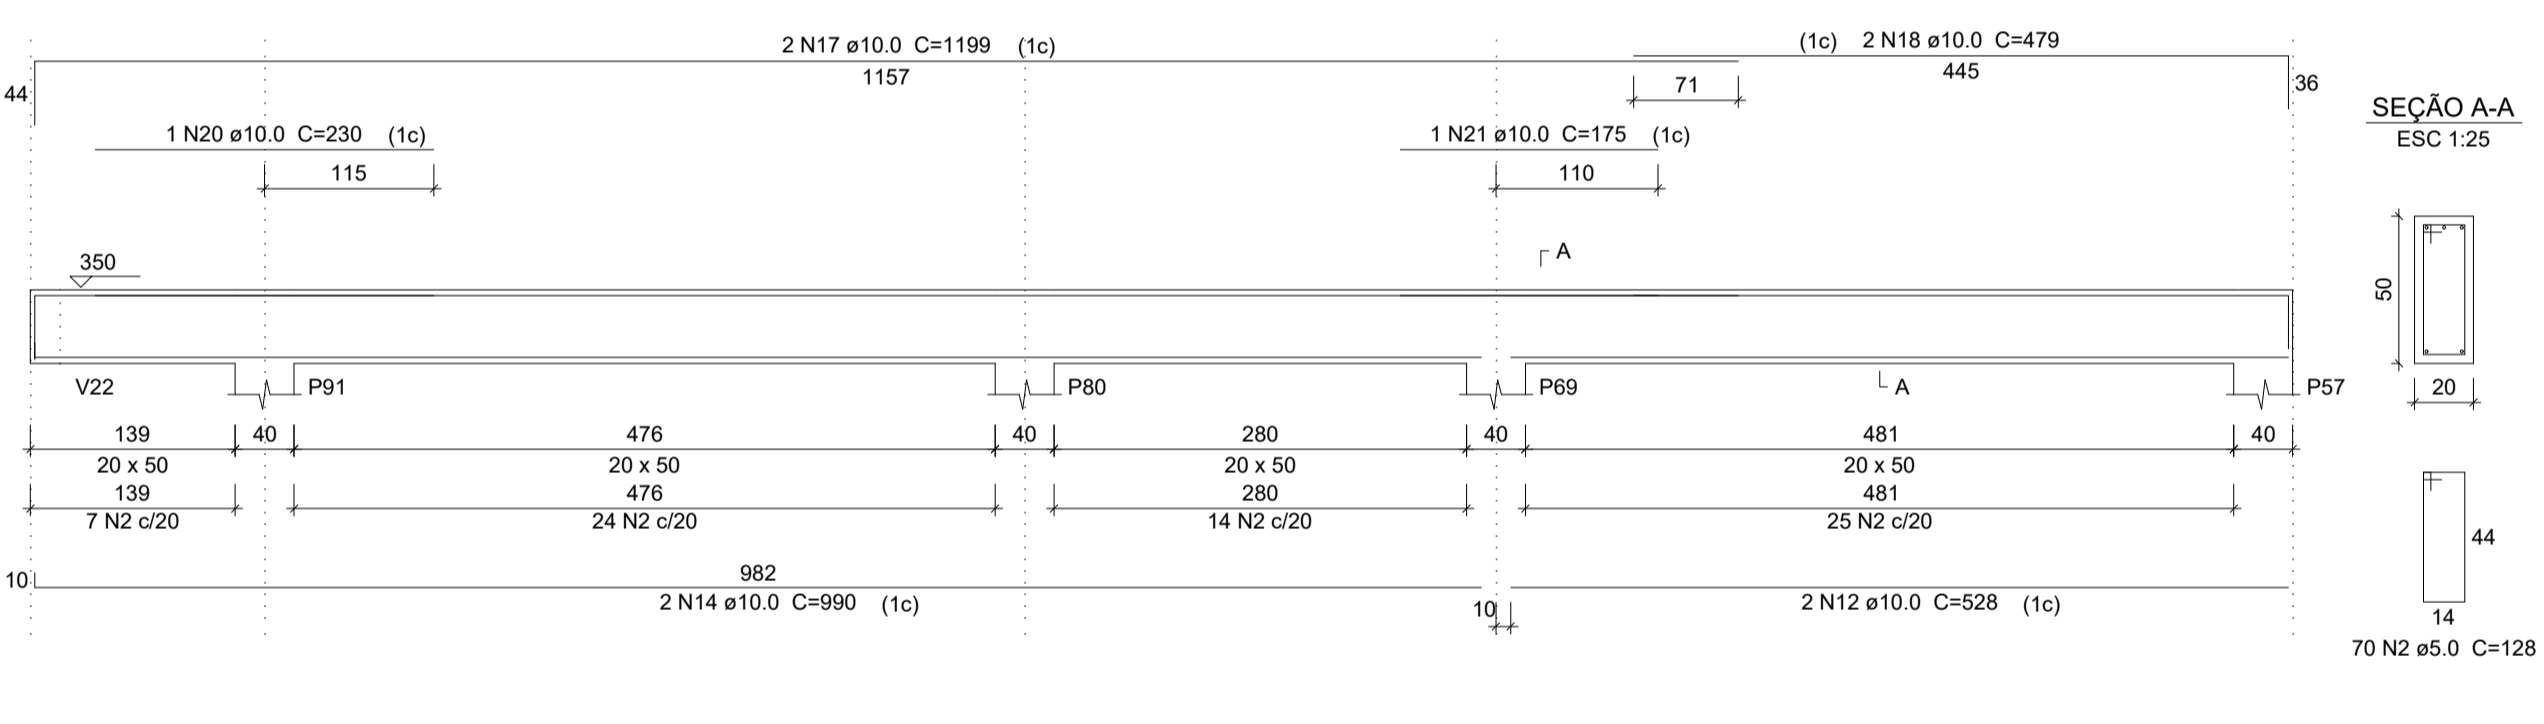 2 N17 ø10.0 C=1199 (1c)
1157
(1c) 2 N18 ø10.0 C=479
445
44
36
71
1 N20 ø10.0 C=230 (1c)
115
1 N21 ø10.0 C=175 (1c)
110
SEÇÃO A-A
ESC 1:25
350
A
50
20
V22
P91
P80
P69
A
P57
139
40
476
40
280
40
481
40
20 x 50
20 x 50
20 x 50
20 x 50
139
476
280
481
7 N2 c/20
24 N2 c/20
14 N2 c/20
25 N2 c/20
10
982
2 N14 ø10.0 C=990 (1c)
10
2 N12 ø10.0 C=528 (1c)
44
14
70 N2 ø5.0 C=128